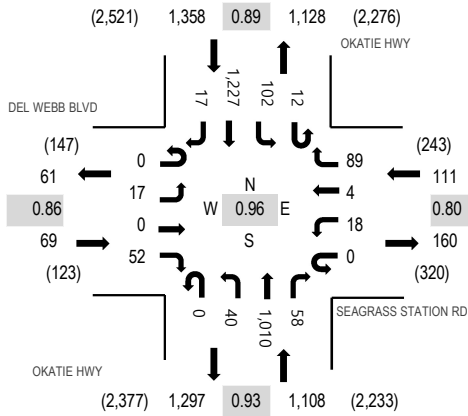 (2,521) 1,358 0.89 1,128 (2,276)
OKATIE HWY
DEL WEBB BLVD
17 1,227 102 12
(147) (243)
61 0 89 111
17 4
0.86 W N 0.96 S E 0.80
0 18
69 52 0 160
(123) (320)
0 40 1,010 58
SEAGRASS STATION RD
OKATIE HWY
(2,377) 1,297 0.93 1,108 (2,233)